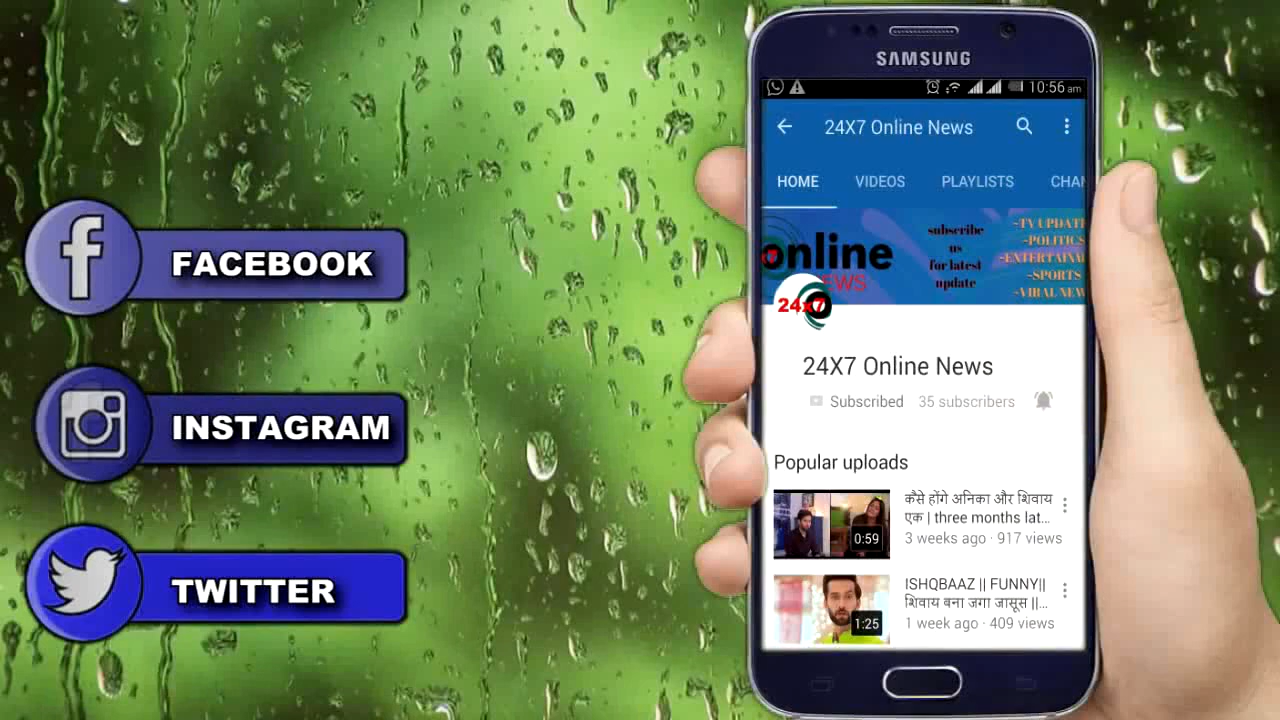 FACEBOOK
INSTAGRAM
TWITTER
SAMSUNG
10:56 am
24X7 Online News
HOME VIDEOS PLAYLISTS CHAN
online
EWS
24x7
subscribe
us
for latest
update
~TV UPDATE
~POLITICS
~ENTERTAINM
~SPORTS
~VIRAL NEW
24X7 Online News
Subscribed 35 subscribers
Popular uploads
कैसे होंगे अनिका और शिवाय
एक | three months lat...
3 weeks ago · 917 views
0:59
ISHQBAAZ || FUNNY||
शिवाय बना जगा जासूस ||...
1 week ago · 409 views
1:25